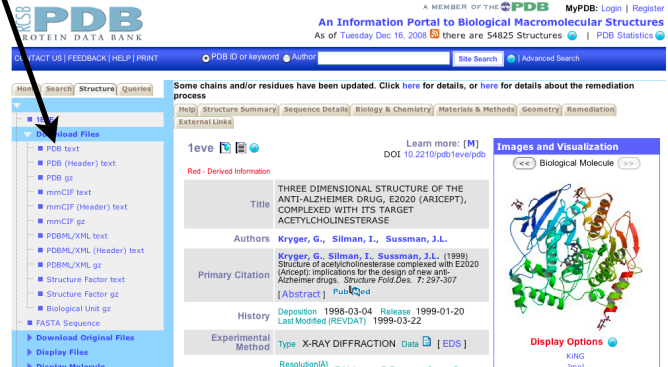 A MEMBER OF THE PDB
MyPDB: Login | Register
RCSB PDB
PROTEIN DATA BANK
An Information Portal to Biological Macromolecular Structures
As of Tuesday Dec 16, 2008 there are 54825 Structures | PDB Statistics
CONTACT US | FEEDBACK | HELP | PRINT
PDB ID or keyword Author
Site Search | Advanced Search
Home Search Structure Queries
Some chains and/or residues have been updated. Click here for details, or here for details about the remediation
process
Help Structure Summary Sequence Details Biology & Chemistry Materials & Methods Geometry Remediation
External Links
Download Files
PDB text
PDB (Header) text
PDB gz
mmCIF text
mmCIF (Header) text
mmCIF gz
PDBML/XML text
PDBML/XML (Header) text
PDBML/XML gz
Structure Factor text
Structure Factor gz
Biological Unit gz
FASTA Sequence
Download Original Files
Display Files
Display Molecule
1eve
Learn more: [M]
DOI 10.2210/pdb1eve/pdb
Red - Derived Information
Title
THREE DIMENSIONAL STRUCTURE OF THE
ANTI-ALZHEIMER DRUG, E2020 (ARICEPT),
COMPLEXED WITH ITS TARGET
ACETYLCHOLINESTERASE
Authors
Kryger, G., Silman, I., Sussman, J.L.
Primary Citation
Kryger, G., Silman, I., Sussman, J.L. (1999)
Structure of acetylcholinesterase complexed with E2020
(Aricept): implications for the design of new anti-
Alzheimer drugs. Structure Fold.Des. 7: 297-307
[ Abstract ] PubMed
History
Deposition 1998-03-04 Release 1999-01-20
Last Modified (REVDAT) 1999-03-22
Experimental
Method
Type X-RAY DIFFRACTION Data [ EDS ]
Resolution[Å]
Images and Visualization
<< Biological Molecule >>
Display Options
KiNG
Jmol